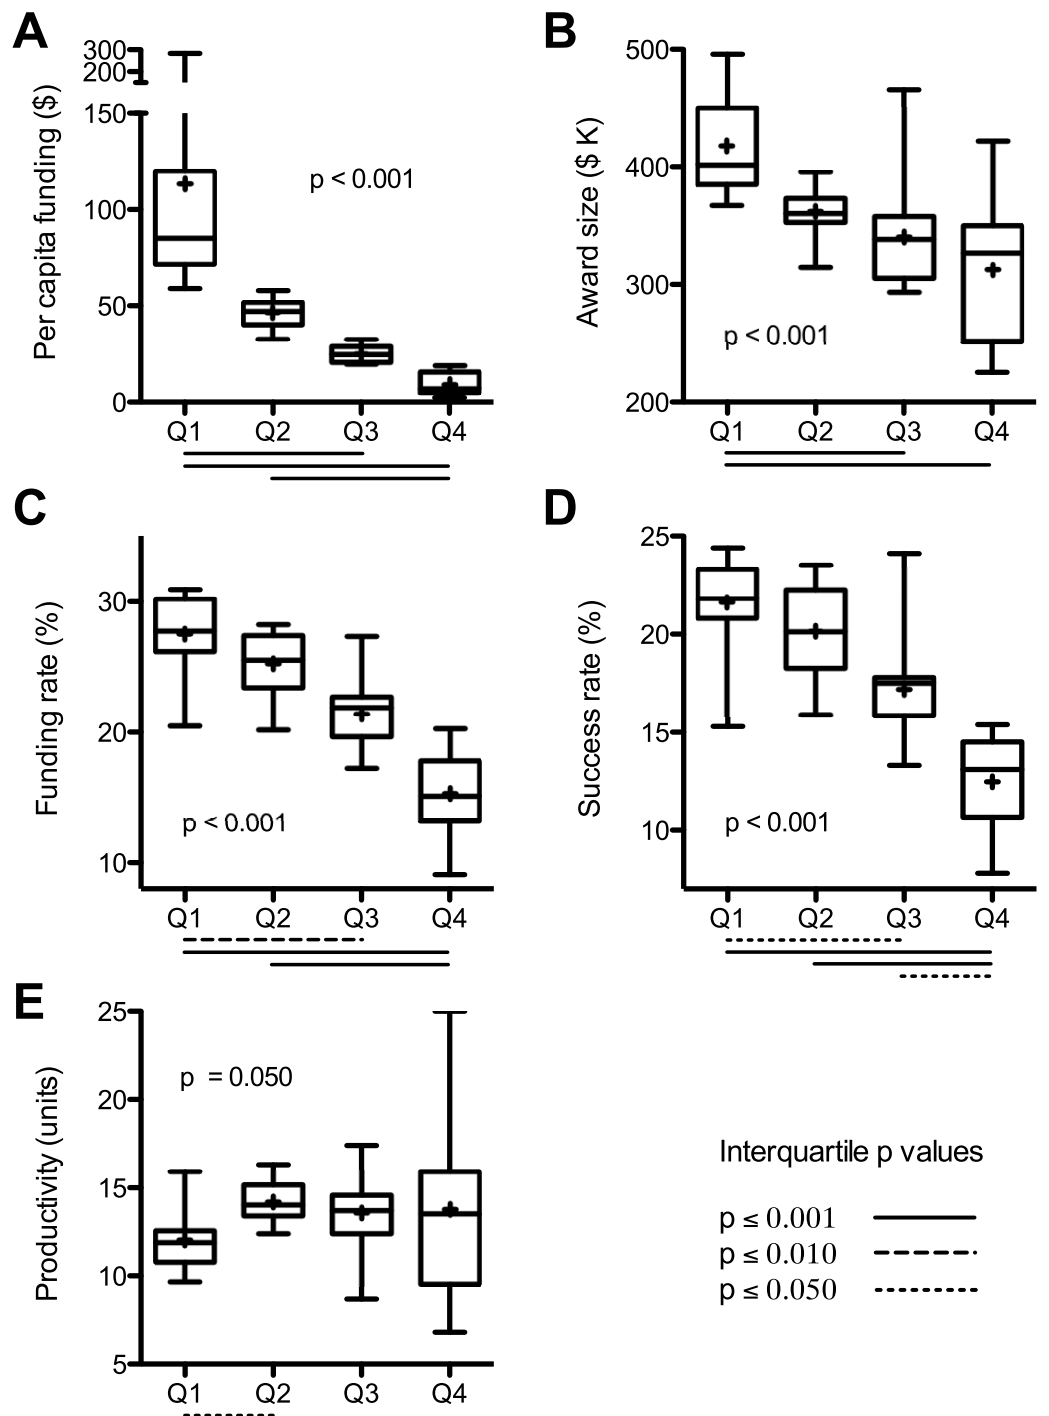 A
Per capita funding ($)
300
200
150
100
50
0
p < 0.001
Q1 Q2 Q3 Q4
B
Award size ($ K)
500
400
300
200
p < 0.001
Q1 Q2 Q3 Q4
C
Funding rate (%)
30
20
10
p < 0.001
Q1 Q2 Q3 Q4
D
Success rate (%)
25
20
15
10
p < 0.001
Q1 Q2 Q3 Q4
E
Productivity (units)
25
20
15
10
5
p = 0.050
Q1 Q2 Q3 Q4
Interquartile p values
p ≤ 0.001
p ≤ 0.010
p ≤ 0.050